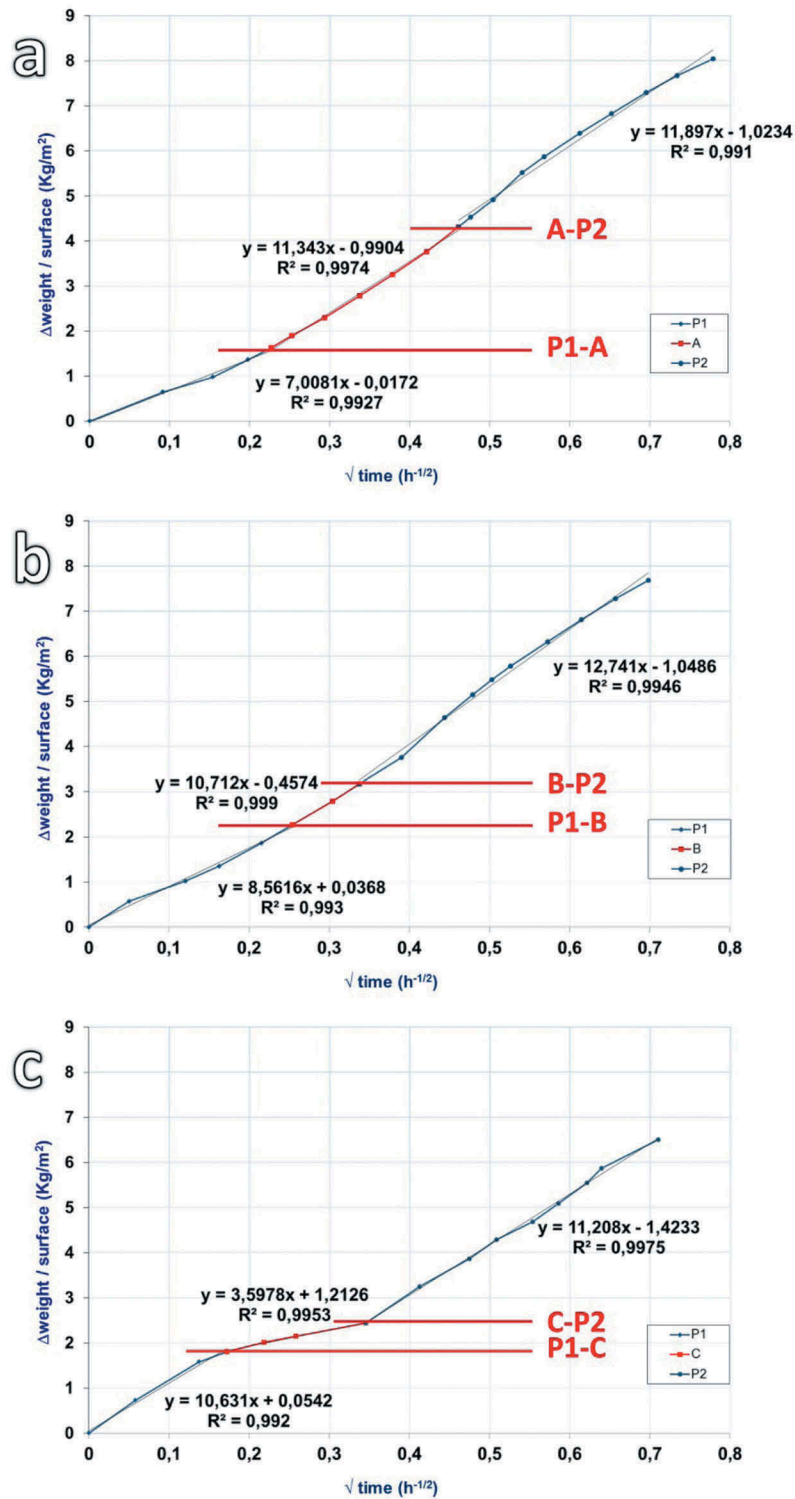 a
9
8
7
6
5
4
3
2
1
0
Δweight / surface (Kg/m²)
y = 11,897x - 1,0234
R² = 0,991
A-P2
y = 11,343x - 0,9904
R² = 0,9974
P1-A
y = 7,0081x - 0,0172
R² = 0,9927
P1
A
P2
0 0,1 0,2 0,3 0,4 0,5 0,6 0,7 0,8
√ time (h⁻¹/²)
b
9
8
7
6
5
4
3
2
1
0
Δweight / surface (Kg/m²)
y = 12,741x - 1,0486
R² = 0,9946
B-P2
y = 10,712x - 0,4574
R² = 0,999
P1-B
y = 8,5616x + 0,0368
R² = 0,993
P1
B
P2
0 0,1 0,2 0,3 0,4 0,5 0,6 0,7 0,8
√ time (h⁻¹/²)
c
9
8
7
6
5
4
3
2
1
0
Δweight / surface (Kg/m²)
y = 11,208x - 1,4233
R² = 0,9975
y = 3,5978x + 1,2126
R² = 0,9953
C-P2
P1-C
y = 10,631x + 0,0542
R² = 0,992
P1
C
P2
0 0,1 0,2 0,3 0,4 0,5 0,6 0,7 0,8
√ time (h⁻¹/²)